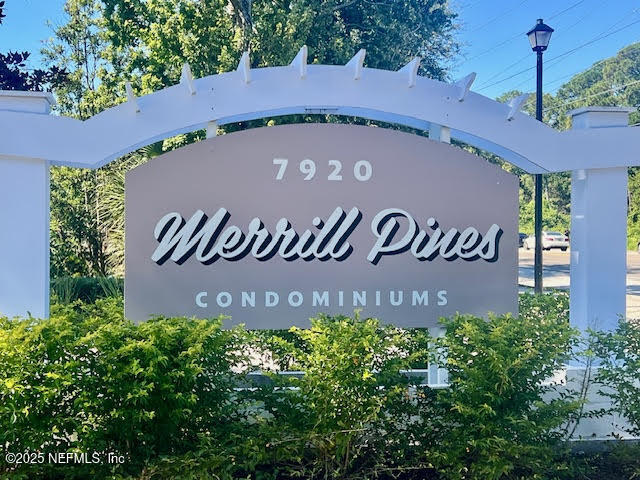 7920
Merrill Pines
CONDOMINIUMS
©2025 NEFMLS, Inc